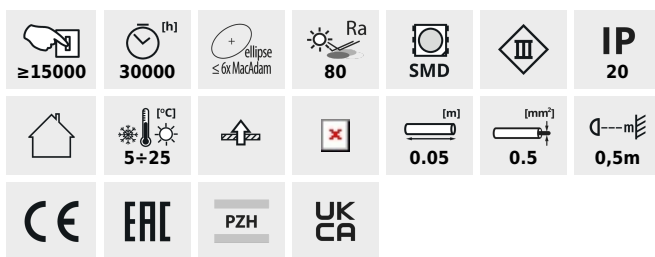 ≥15000
[h]
30000
ellipse
≤ 6x MacAdam
Ra
80
SMD
III
IP
20
[°C]
5÷25
[m]
0.05
[mm²]
0.5
m
0,5m
CE
EAC
PZH
UK
CA